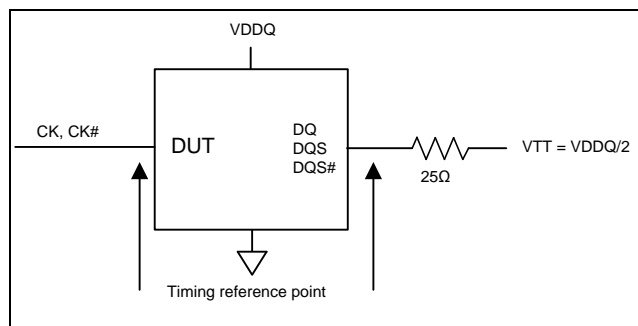 VDDQ
CK, CK#
DUT
DQ
DQS
DQS#
VTT = VDDQ/2
25Ω
Timing reference point